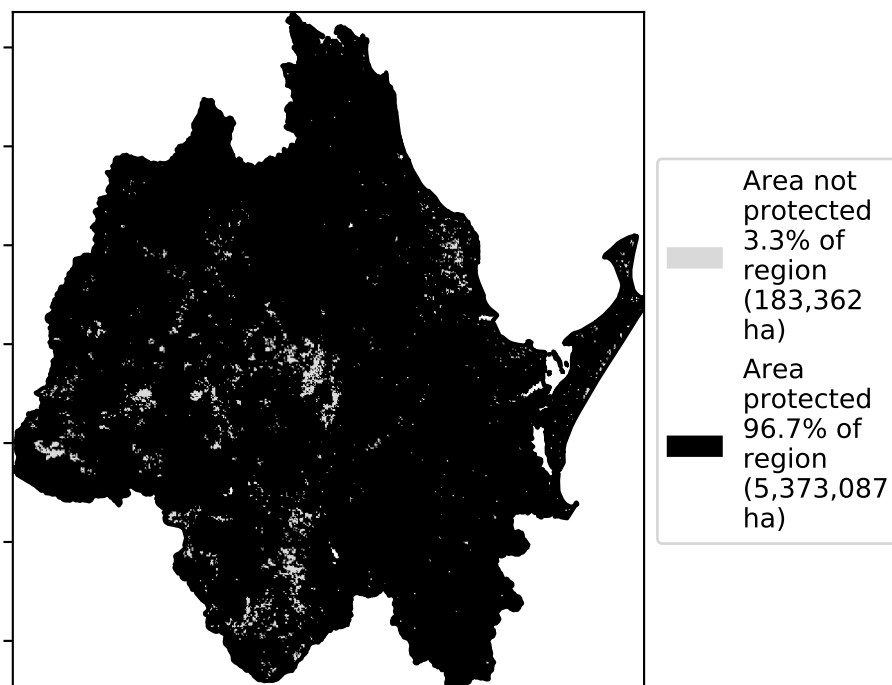 Area not
protected
3.3% of
region
(183,362
ha)
Area
protected
96.7% of
region
(5,373,087
ha)